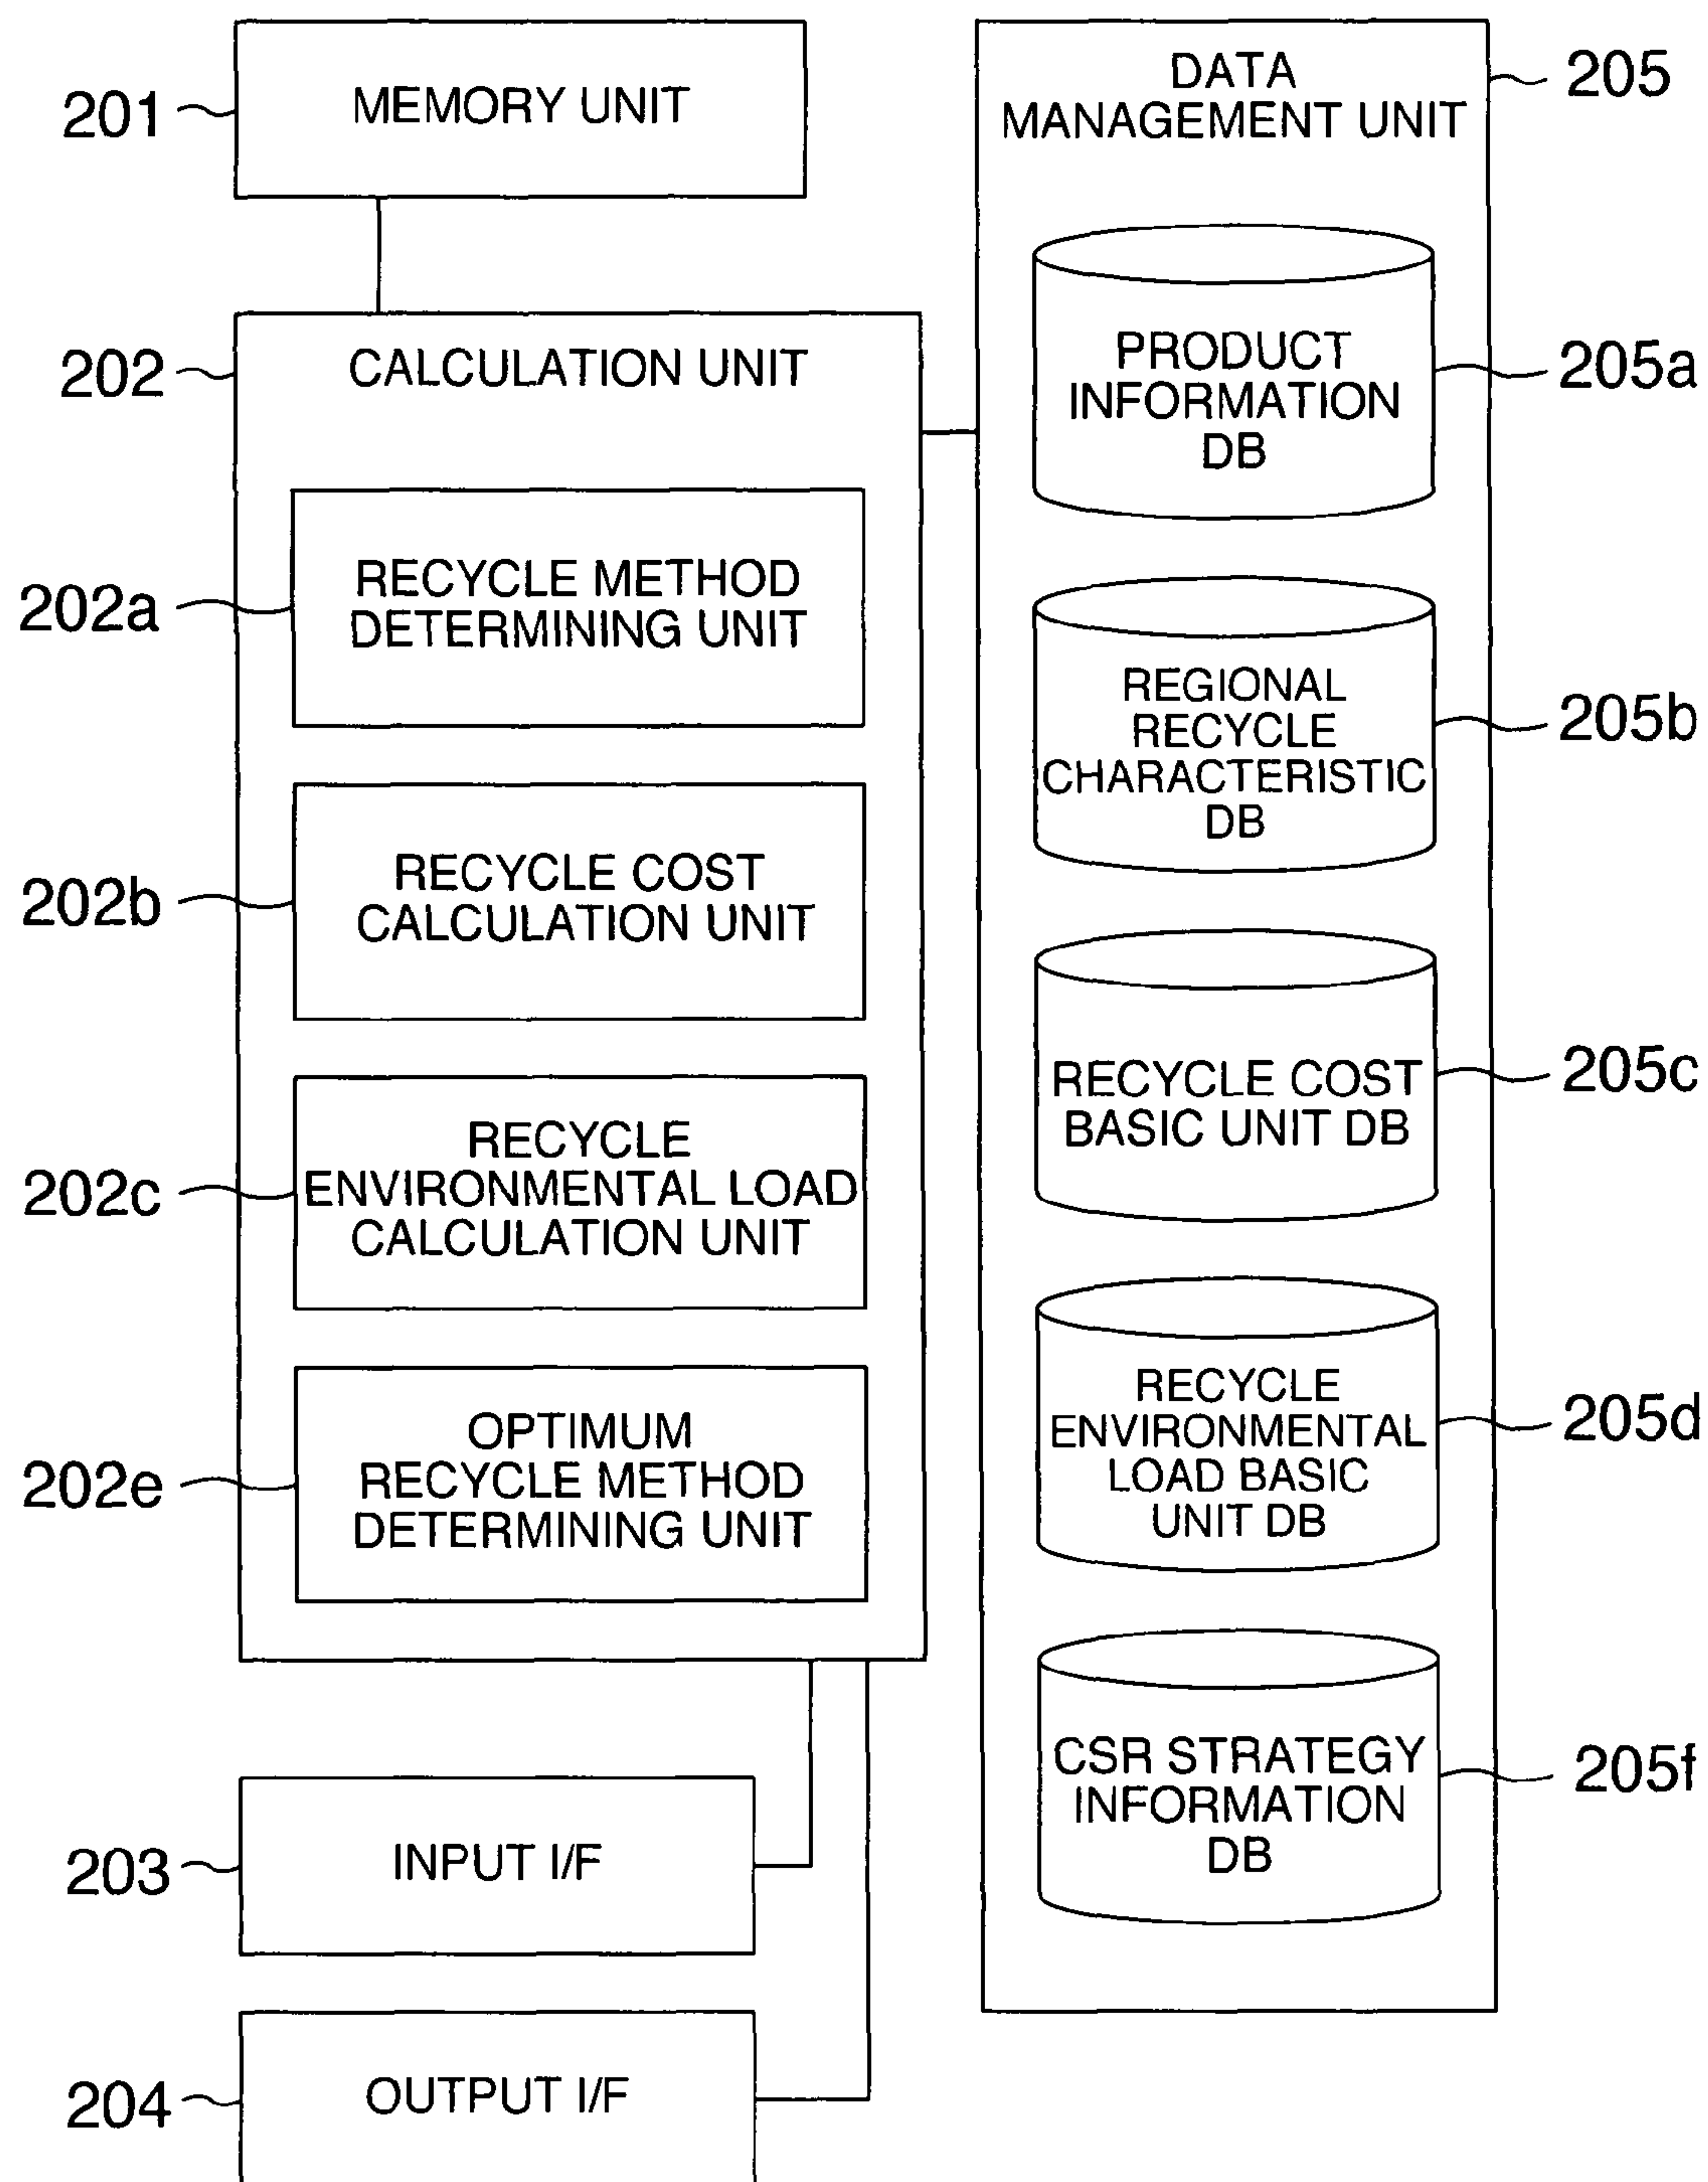 201
MEMORY UNIT
202
CALCULATION UNIT
202a
RECYCLE METHOD
DETERMINING UNIT
202b
RECYCLE COST
CALCULATION UNIT
202c
RECYCLE
ENVIRONMENTAL LOAD
CALCULATION UNIT
202e
OPTIMUM
RECYCLE METHOD
DETERMINING UNIT
203
INPUT I/F
204
OUTPUT I/F
DATA
MANAGEMENT UNIT
205
PRODUCT
INFORMATION
DB
205a
REGIONAL
RECYCLE
CHARACTERISTIC
DB
205b
RECYCLE COST
BASIC UNIT DB
205c
RECYCLE
ENVIRONMENTAL
LOAD BASIC
UNIT DB
205d
CSR STRATEGY
INFORMATION
DB
205f